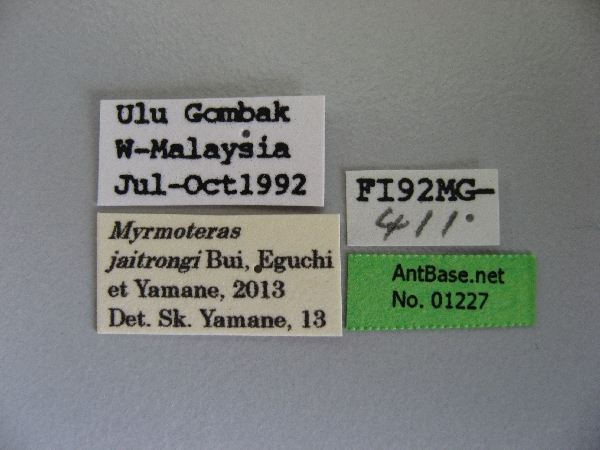 Ulu Gombak
W-Malaysia
Jul-Oct1992
FI92MG-
411.
Myrmoteras
jaitrongi Bui, Eguchi
et Yamane, 2013
Det. Sk. Yamane, 13
AntBase.net
No. 01227